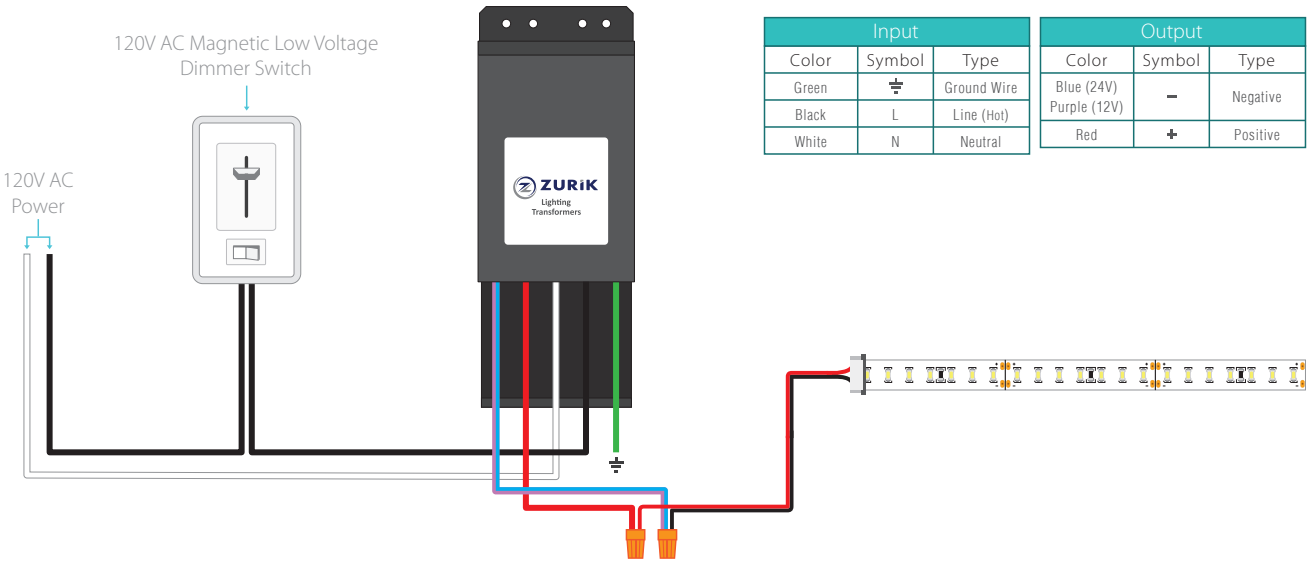 120V AC Magnetic Low Voltage
Dimmer Switch
120V AC
Power
ZURiK
Lighting
Transformers
Input
Color Symbol Type
Green Ground Wire
Black L Line (Hot)
White N Neutral
Output
Color Symbol Type
Blue (24V)
Purple (12V)
- Negative
Red + Positive